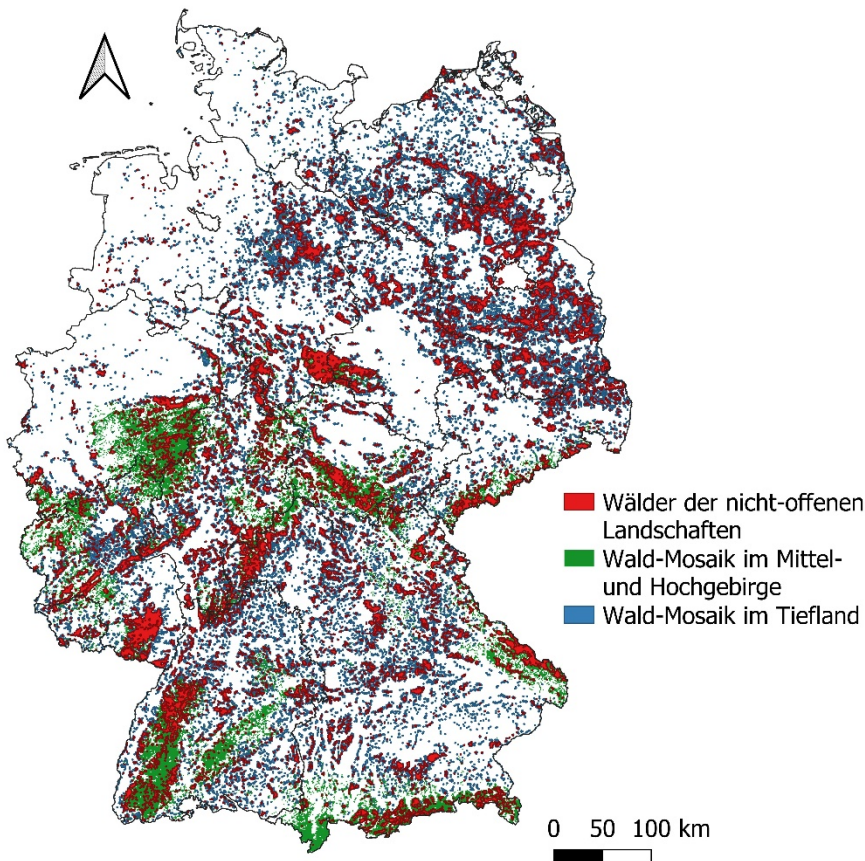 Wälder der nicht-offenen
Landschaften
Wald-Mosaik im Mittel-
und Hochgebirge
Wald-Mosaik im Tiefland
0 50 100 km